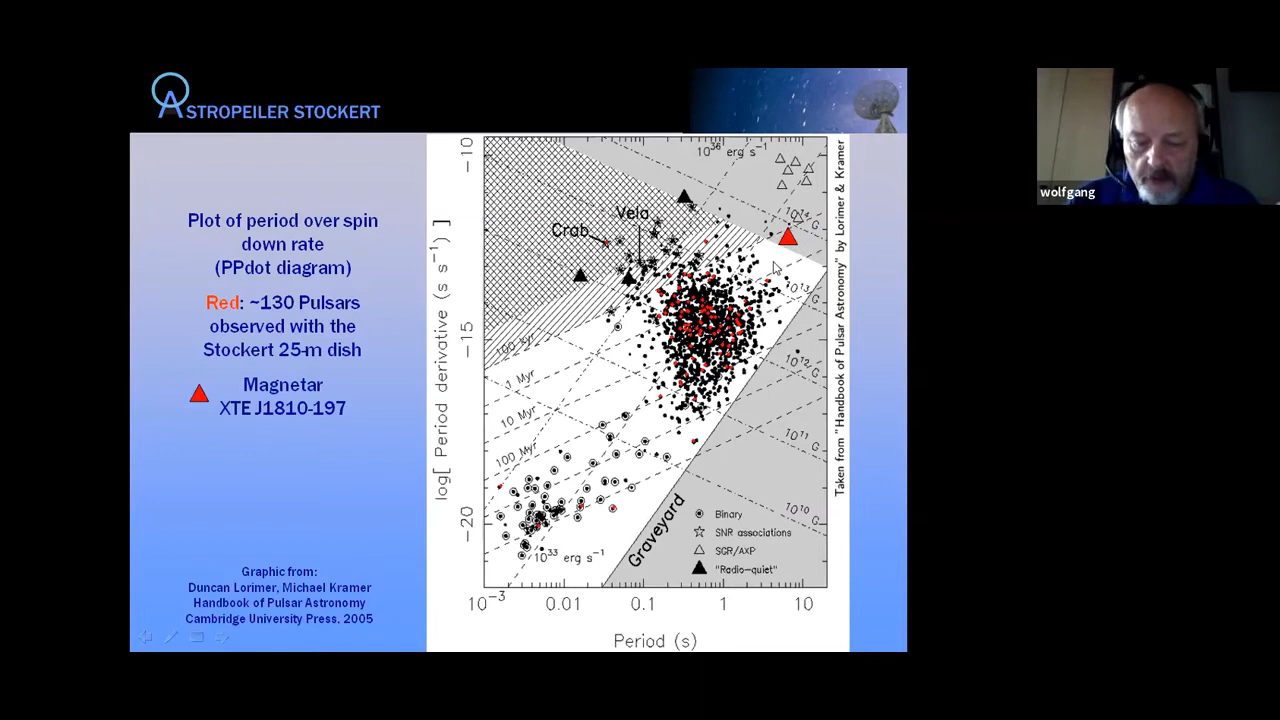 ASTROPEILER STOCKERT
wolfgang
Plot of period over spin
down rate
(PPdot diagram)
Red: ~130 Pulsars
observed with the
Stockert 25-m dish
Magnetar
XTE J1810-197
Graphic from:
Duncan Lorimer, Michael Kramer
Handbook of Pulsar Astronomy
Cambridge University Press, 2005
log[ Period derivative (s s⁻¹) ]
-10
-15
-20
10³⁶ erg s⁻¹
Vela
Crab
10¹⁴ G
10¹³ G
10¹² G
10¹¹ G
10¹⁰ G
100 Kyr
1 Myr
10 Myr
100 Myr
10³³ erg s⁻¹
Graveyard
Binary
SNR associations
SGR/AXP
"Radio-quiet"
10⁻³ 0.01 0.1 1 10
Period (s)
Taken from "Handbook of Pulsar Astronomy" by Lorimer & Kramer